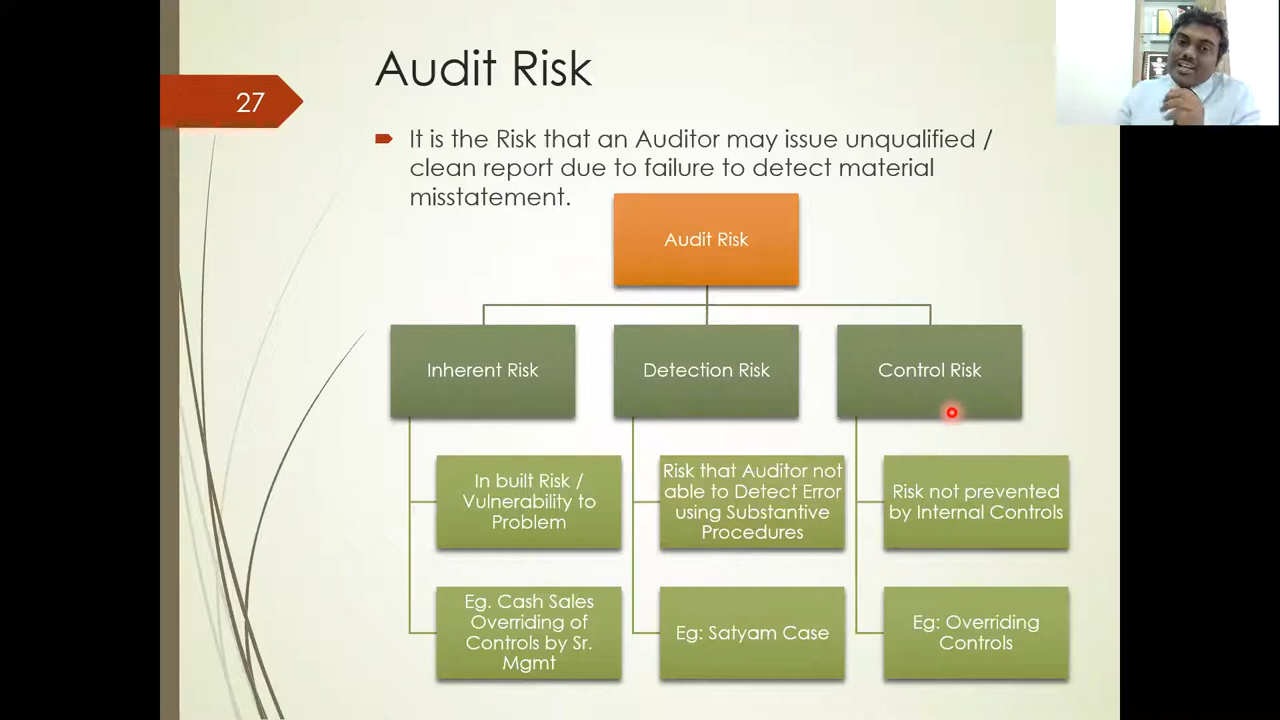 Audit Risk
27
It is the Risk that an Auditor may issue unqualified /
clean report due to failure to detect material
misstatement.
Audit Risk
Inherent Risk
Detection Risk
Control Risk
In built Risk /
Vulnerability to
Problem
Risk that Auditor not
able to Detect Error
using Substantive
Procedures
Risk not prevented
by Internal Controls
Eg. Cash Sales
Overriding of
Controls by Sr.
Mgmt
Eg: Satyam Case
Eg: Overriding
Controls